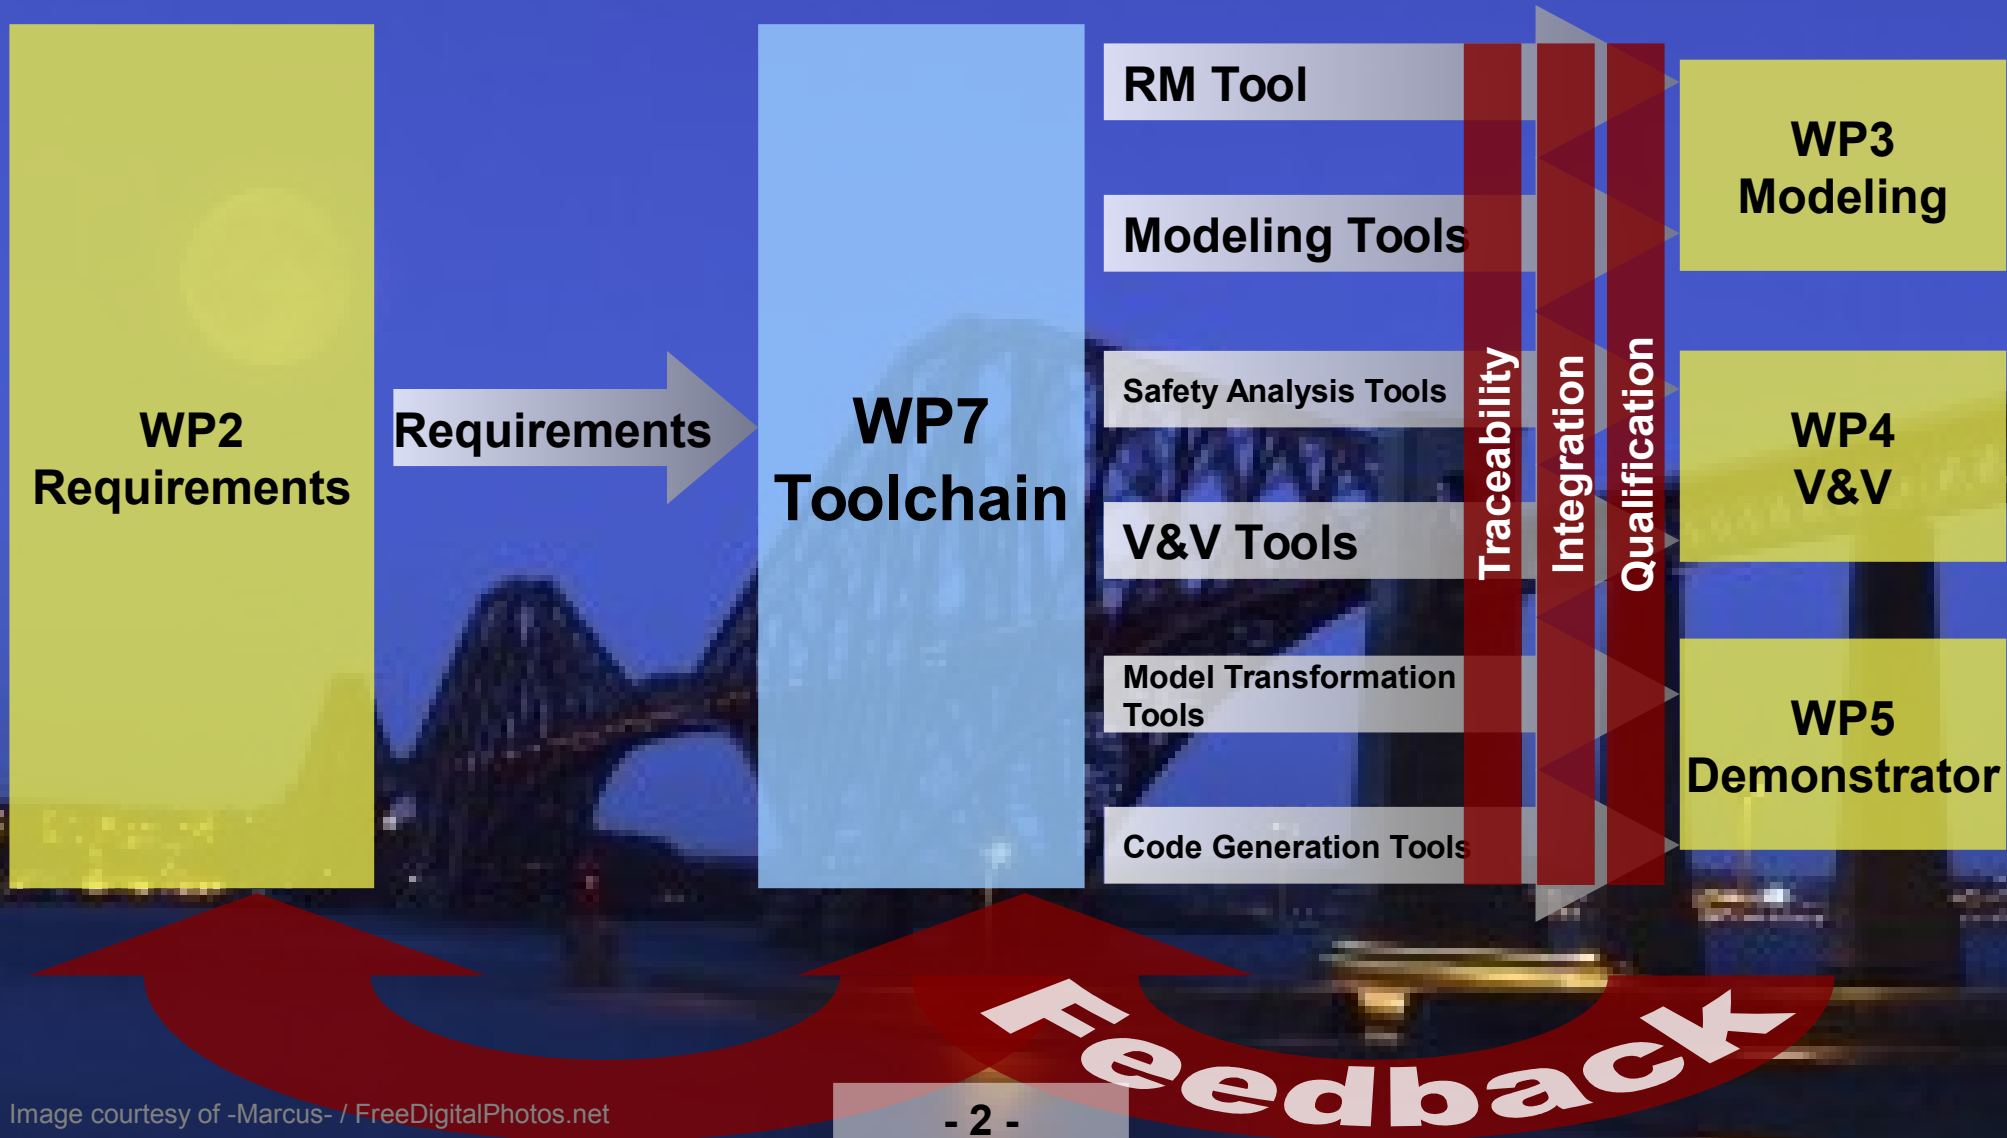 WP2
Requirements
Requirements
WP7
Toolchain
RM Tool
Modeling Tools
Safety Analysis Tools
V&V Tools
Model Transformation
Tools
Code Generation Tools
Traceability
Integration
Qualification
WP3
Modeling
WP4
V&V
WP5
Demonstrator
Feedback
Image courtesy of -Marcus- / FreeDigitalPhotos.net
- 2 -